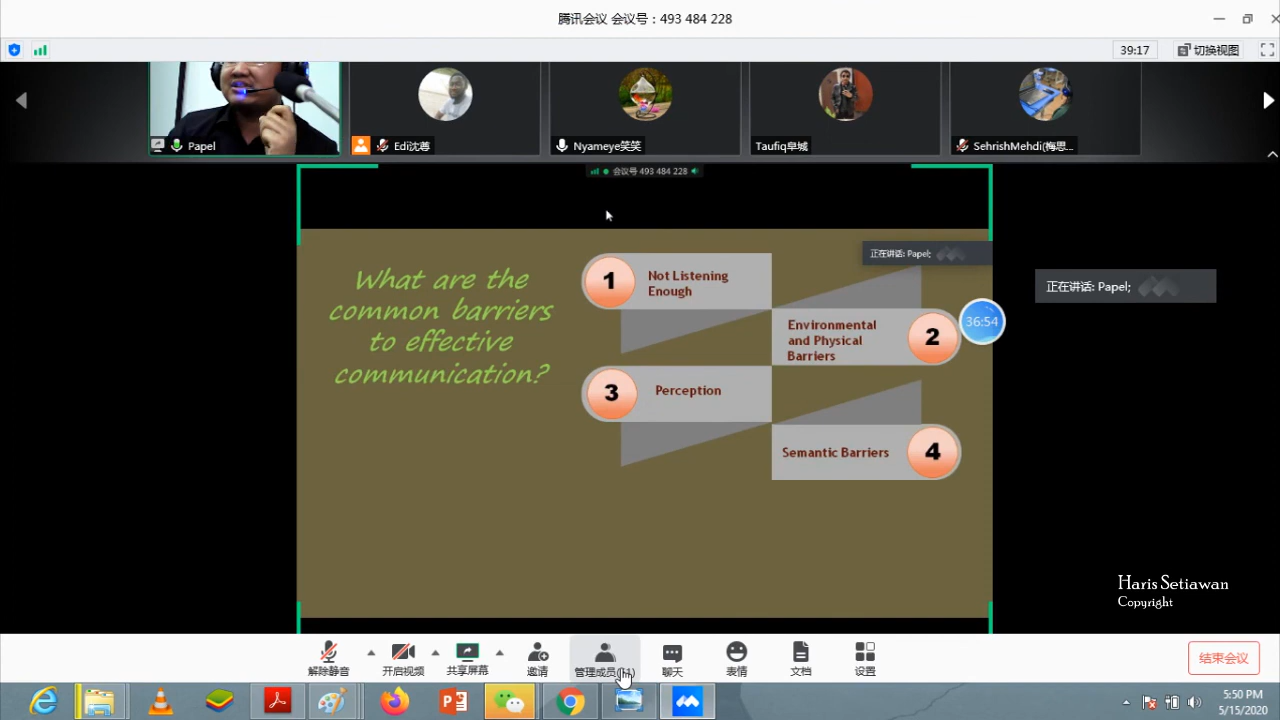 腾讯会议 会议号：493 484 228
39:17
切换视图
Papel
Edi沈蓉
Nyameye笑笑
Taufiq阜城
SehrishMehdi(梅思...
会议号 493 484 228
正在讲话: Papel;
正在讲话: Papel;
What are the
common barriers
to effective
communication?
1
Not Listening
Enough
Environmental
and Physical
Barriers
2
36:54
3
Perception
Semantic Barriers
4
Haris Setiawan
Copyright
解除静音
开启视频
共享屏幕
邀请
管理成员
聊天
表情
文档
设置
结束会议
5:50 PM
5/15/2020